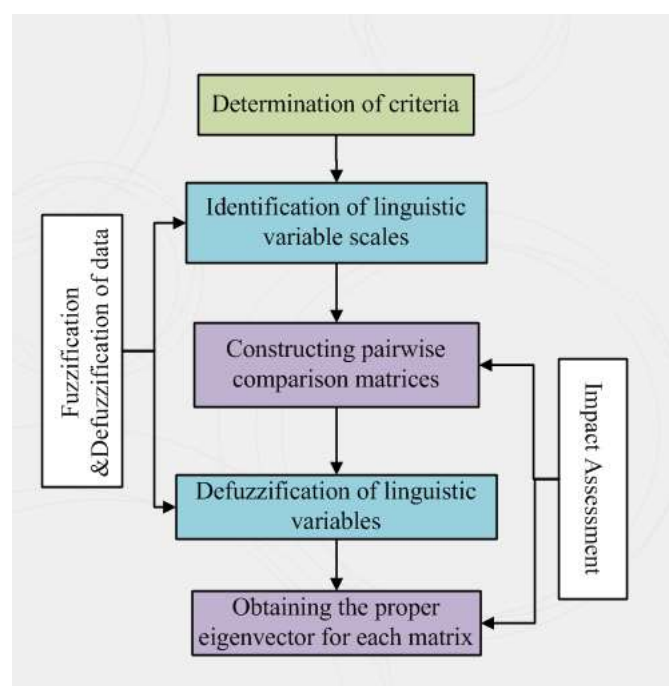 Determination of criteria
Identification of linguistic
variable scales
Fuzzification
&Defuzzification of data
Constructing pairwise
comparison matrices
Impact Assessment
Defuzzification of linguistic
variables
Obtaining the proper
eigenvector for each matrix